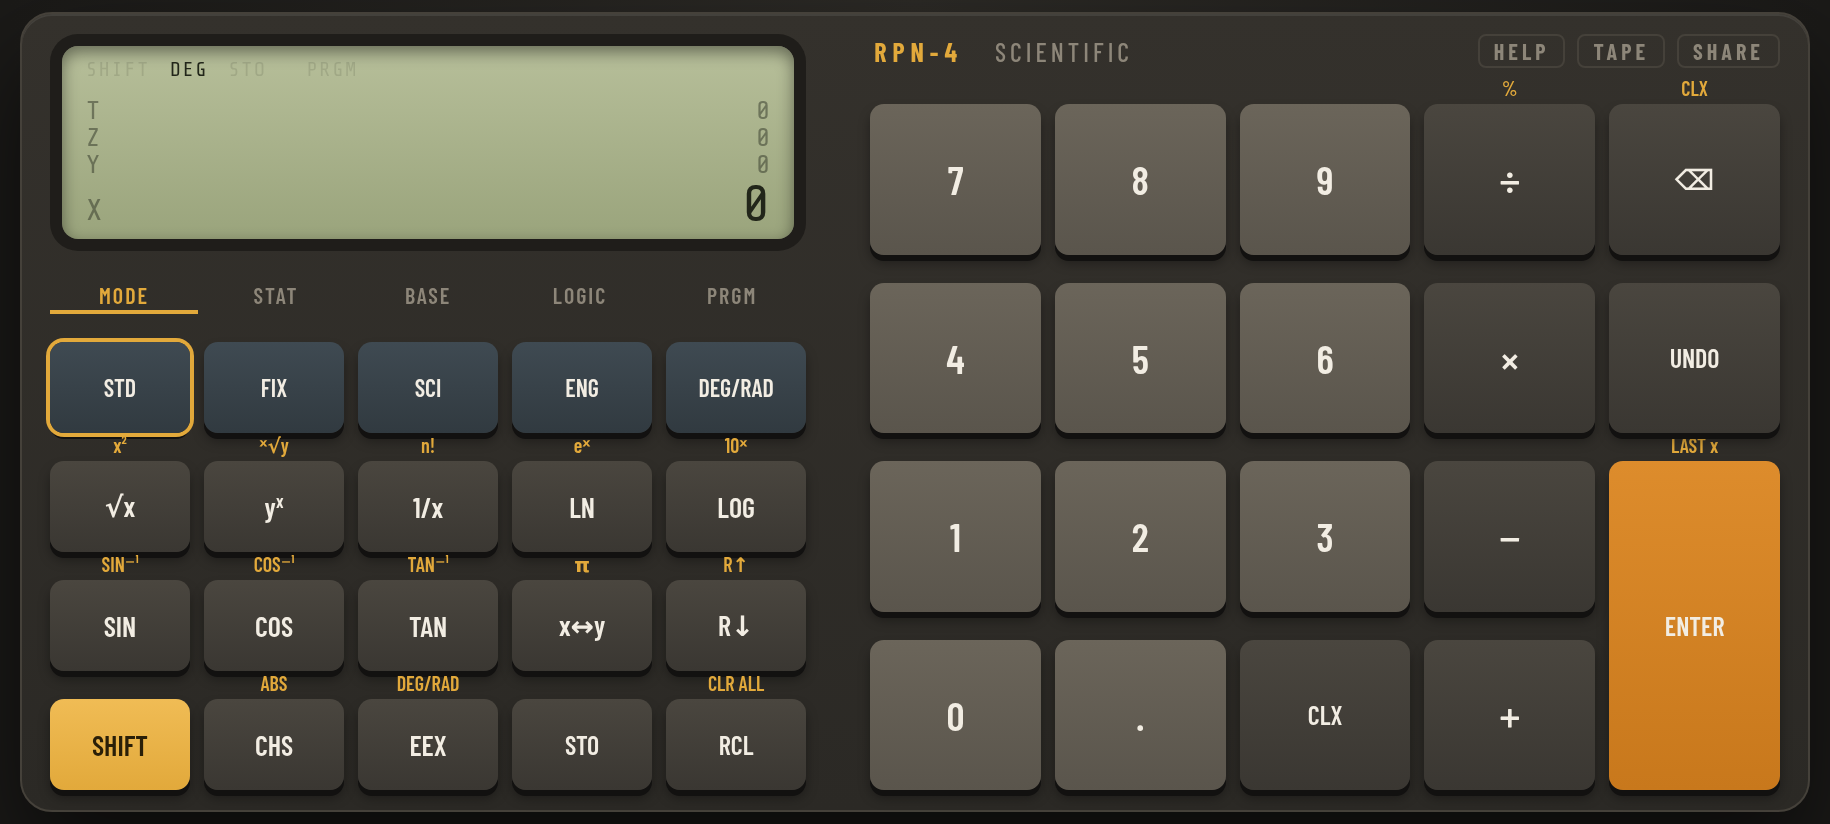 SHIFT DEG STO PRGM
T 0
Z 0
Y 0
X 0
RPN-4 SCIENTIFIC
HELP TAPE SHARE
MODE STAT BASE LOGIC PRGM
STD FIX SCI ENG DEG/RAD
x² ˣ√y n! eˣ 10ˣ
√x yˣ 1/x LN LOG
SIN⁻¹ COS⁻¹ TAN⁻¹ π R↑
SIN COS TAN x↔y R↓
ABS DEG/RAD CLR ALL
SHIFT CHS EEX STO RCL
% CLX
7 8 9 ÷ ⌫
4 5 6 × UNDO
LAST x
1 2 3 −
ENTER
0 . CLX +